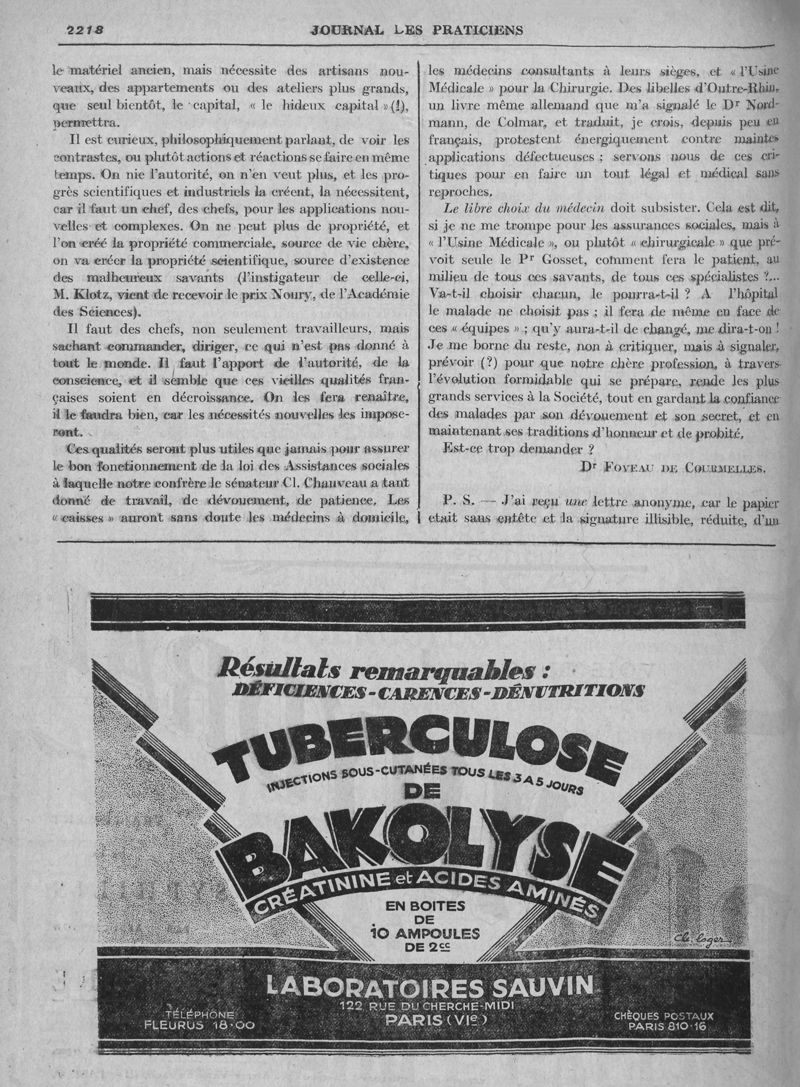 2218
JOURNAL LES PRATICIENS
le matériel ancien, mais nécessite des artisans nou-
veaux, des appartements ou des ateliers plus grands,
que seul bientôt, le capital, « le hideux capital » (!),
permettra.
Il est curieux, philosophiquement parlant, de voir les
contrastes, ou plutôt actions et réactions se faire en même
temps. On nie l'autorité, on n'en veut plus, et les pro-
grès scientifiques et industriels la créent, la nécessitent,
car il faut un chef, des chefs, pour les applications nou-
velles et complexes. On ne peut plus de propriété, et
l'on créé la propriété commerciale, source de vie chère,
on va créer la propriété scientifique, source d'existence
des malheureux savants (l'instigateur de celle-ci,
M. Klotz, vient de recevoir le prix Noury, de l'Académie
des Sciences).
Il faut des chefs, non seulement travailleurs, mais
sachant commander, diriger, ce qui n'est pas donné à
tout le monde. Il faut l'apport de l'autorité, de la
conscience, et il semble que ces vieilles qualités fran-
çaises soient en décroissance. On les fera renaître,
il le faudra bien, car les nécessités nouvelles les impose-
ront.
Ces qualités seront plus utiles que jamais pour assurer
le bon fonctionnement de la loi des Assistances sociales
à laquelle notre confrère le sénateur Cl. Chauveau a tant
donné de travail, de dévouement, de patience. Les
« caisses » auront sans doute les médecins à domicile,
les médecins consultants à leurs sièges, et « l'Usine
Médicale » pour la Chirurgie. Des libelles d'Outre-Rhin,
un livre même allemand que m'a signalé le Dr Nord-
mann, de Colmar, et traduit, je crois, depuis peu en
français, protestent énergiquement contre maintes
applications défectueuses ; servons nous de ces cri-
tiques pour en faire un tout légal et médical sans
reproches.
Le libre choix du médecin doit subsister. Cela est dit,
si je ne me trompe pour les assurances sociales, mais à
« l'Usine Médicale », ou plutôt « chirurgicale » que pré-
voit seule le Pr Gosset, comment fera le patient, au
milieu de tous ces savants, de tous ces spécialistes ?...
Va-t-il choisir chacun, le pourra-t-il ? A l'hôpital
le malade ne choisit pas ; il fera de même en face de
ces « équipes » ; qu'y aura-t-il de changé, me dira-t-on !
Je me borne du reste, non à critiquer, mais à signaler,
prévoir (?) pour que notre chère profession, à travers
l'évolution formidable qui se prépare, rende les plus
grands services à la Société, tout en gardant la confiance
des malades par son dévouement et son secret, et en
maintenant ses traditions d'honneur et de probité.
Est-ce trop demander ?
Dr Foveau de Courmelles.
P. S. — J'ai reçu une lettre anonyme, car le papier
était sans entête et la signature illisible, réduite, d'un
Résultats remarquables :
DÉFICIENCES-CARENCES-DÉNUTRITIONS
TUBERCULOSE
INJECTIONS SOUS-CUTANÉES TOUS LES 3 A 5 JOURS
DE
BAKOLYSE
CRÉATININE et ACIDES AMINÉS
EN BOITES
DE
10 AMPOULES
DE 2cc
Ch. Loger
LABORATOIRES SAUVIN
122 RUE DU CHERCHE-MIDI
PARIS (VIe)
TÉLÉPHONE
FLEURUS 18-00
CHÈQUES POSTAUX
PARIS 810-16